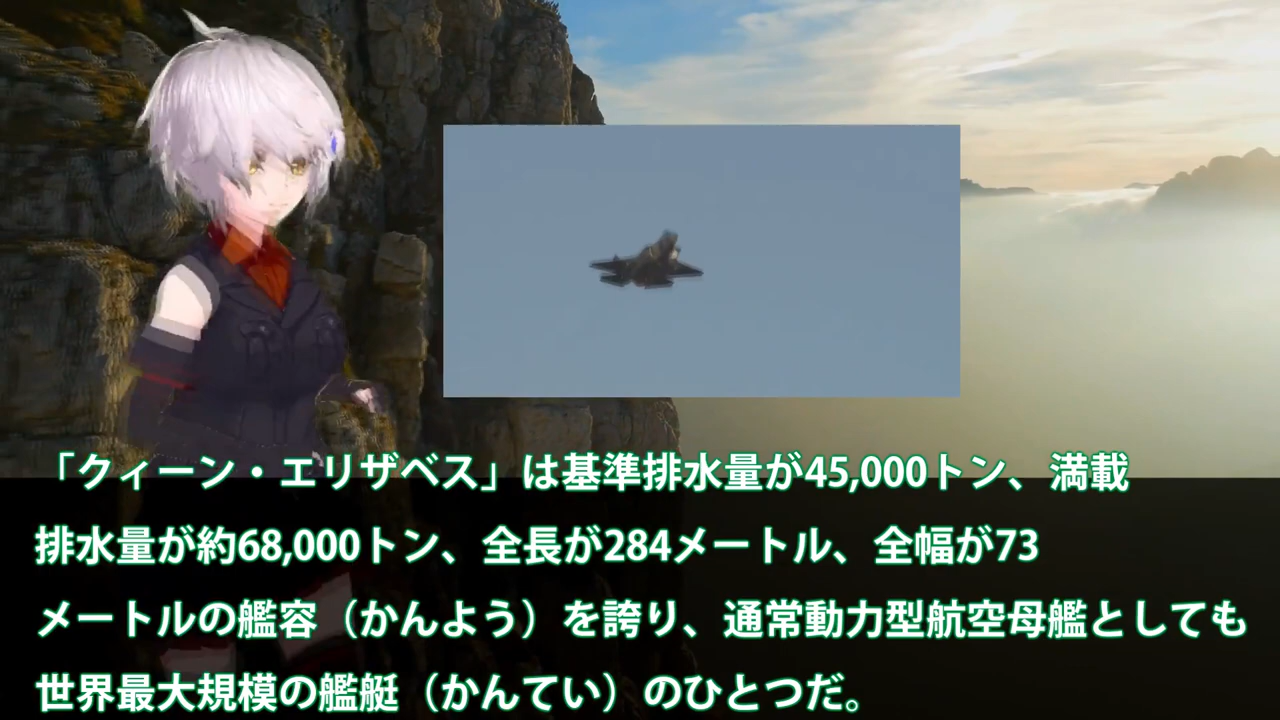 「クィーン・エリザベス」は基準排水量が45,000トン、満載
排水量が約68,000トン、全長が284メートル、全幅が73
メートルの艦容（かんよう）を誇り、通常動力型航空母艦としても
世界最大規模の艦艇（かんてい）のひとつだ。